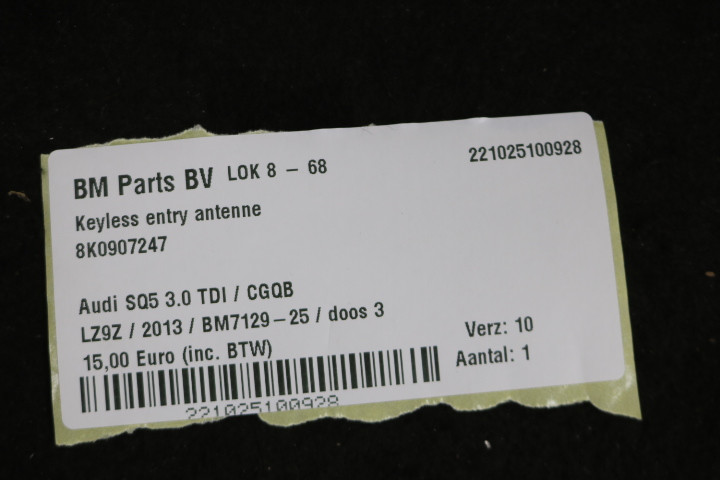 BM Parts BV LOK 8 – 68 221025100928
Keyless entry antenne
8K0907247
Audi SQ5 3.0 TDI / CGQB
LZ9Z / 2013 / BM7129–25 / doos 3
15,00 Euro (inc. BTW)
Verz: 10
Aantal: 1
221025100928